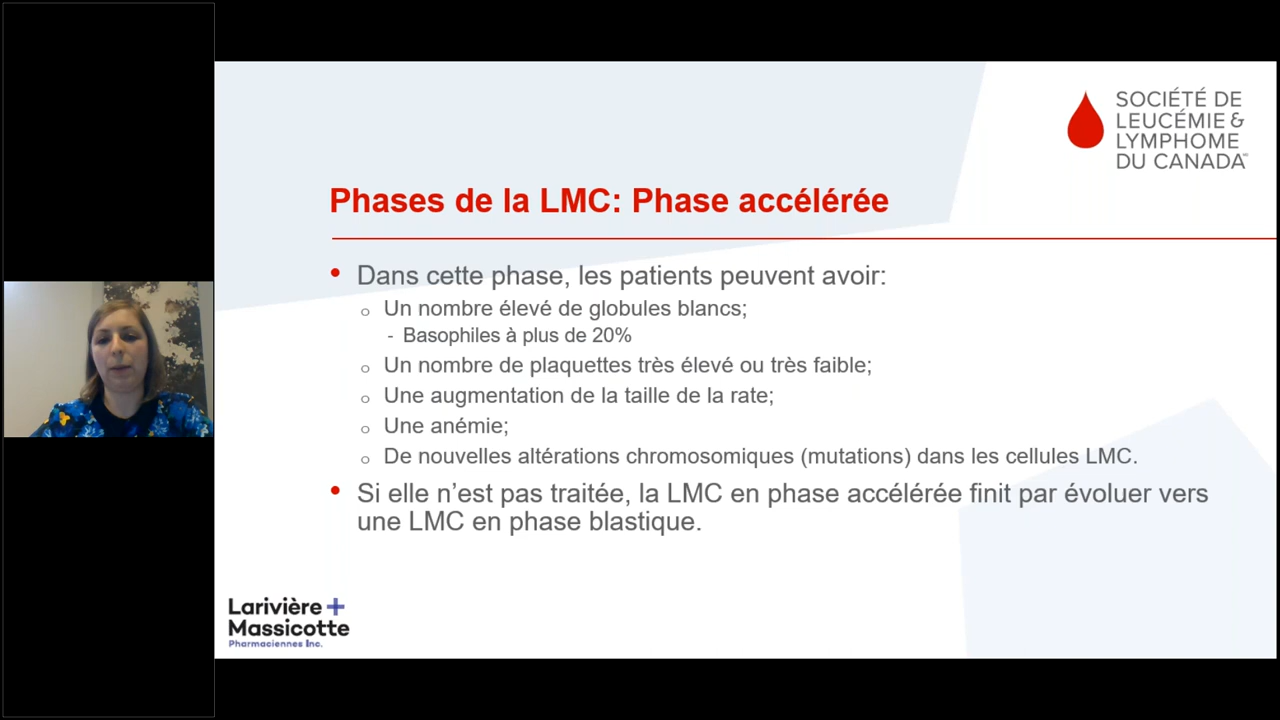 SOCIÉTÉ DE
LEUCÉMIE &
LYMPHOME
DU CANADA
Phases de la LMC: Phase accélérée
• Dans cette phase, les patients peuvent avoir:
o Un nombre élevé de globules blancs;
- Basophiles à plus de 20%
o Un nombre de plaquettes très élevé ou très faible;
o Une augmentation de la taille de la rate;
o Une anémie;
o De nouvelles altérations chromosomiques (mutations) dans les cellules LMC.
• Si elle n’est pas traitée, la LMC en phase accélérée finit par évoluer vers
une LMC en phase blastique.
Larivière +
Massicotte
Pharmaciennes Inc.